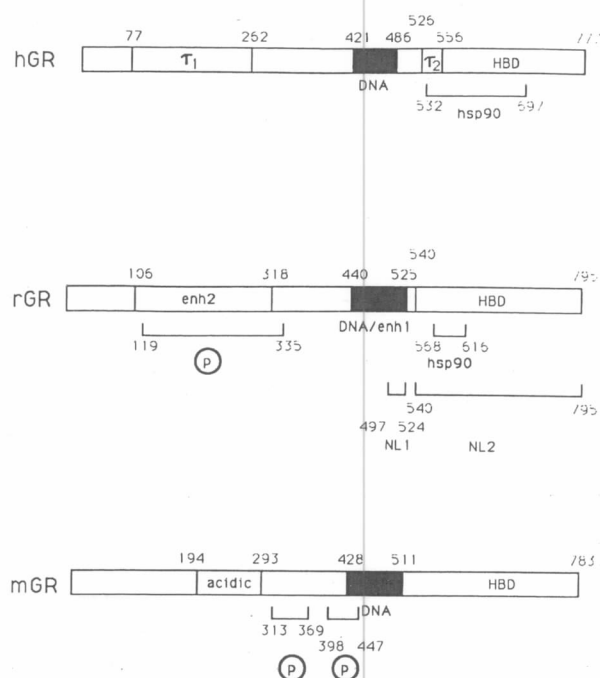 526
77 262 421 486 556
hGR τ1 τ2 HBD
DNA
532 697
hsp90
540
106 318 440 525 795
rGR enh2 HBD
DNA/enh1
119 335 568 616
P hsp90
540 795
497 524
NL1 NL2
194 293 428 511 783
mGR acidic HBD
DNA
313 369
398 447
P P